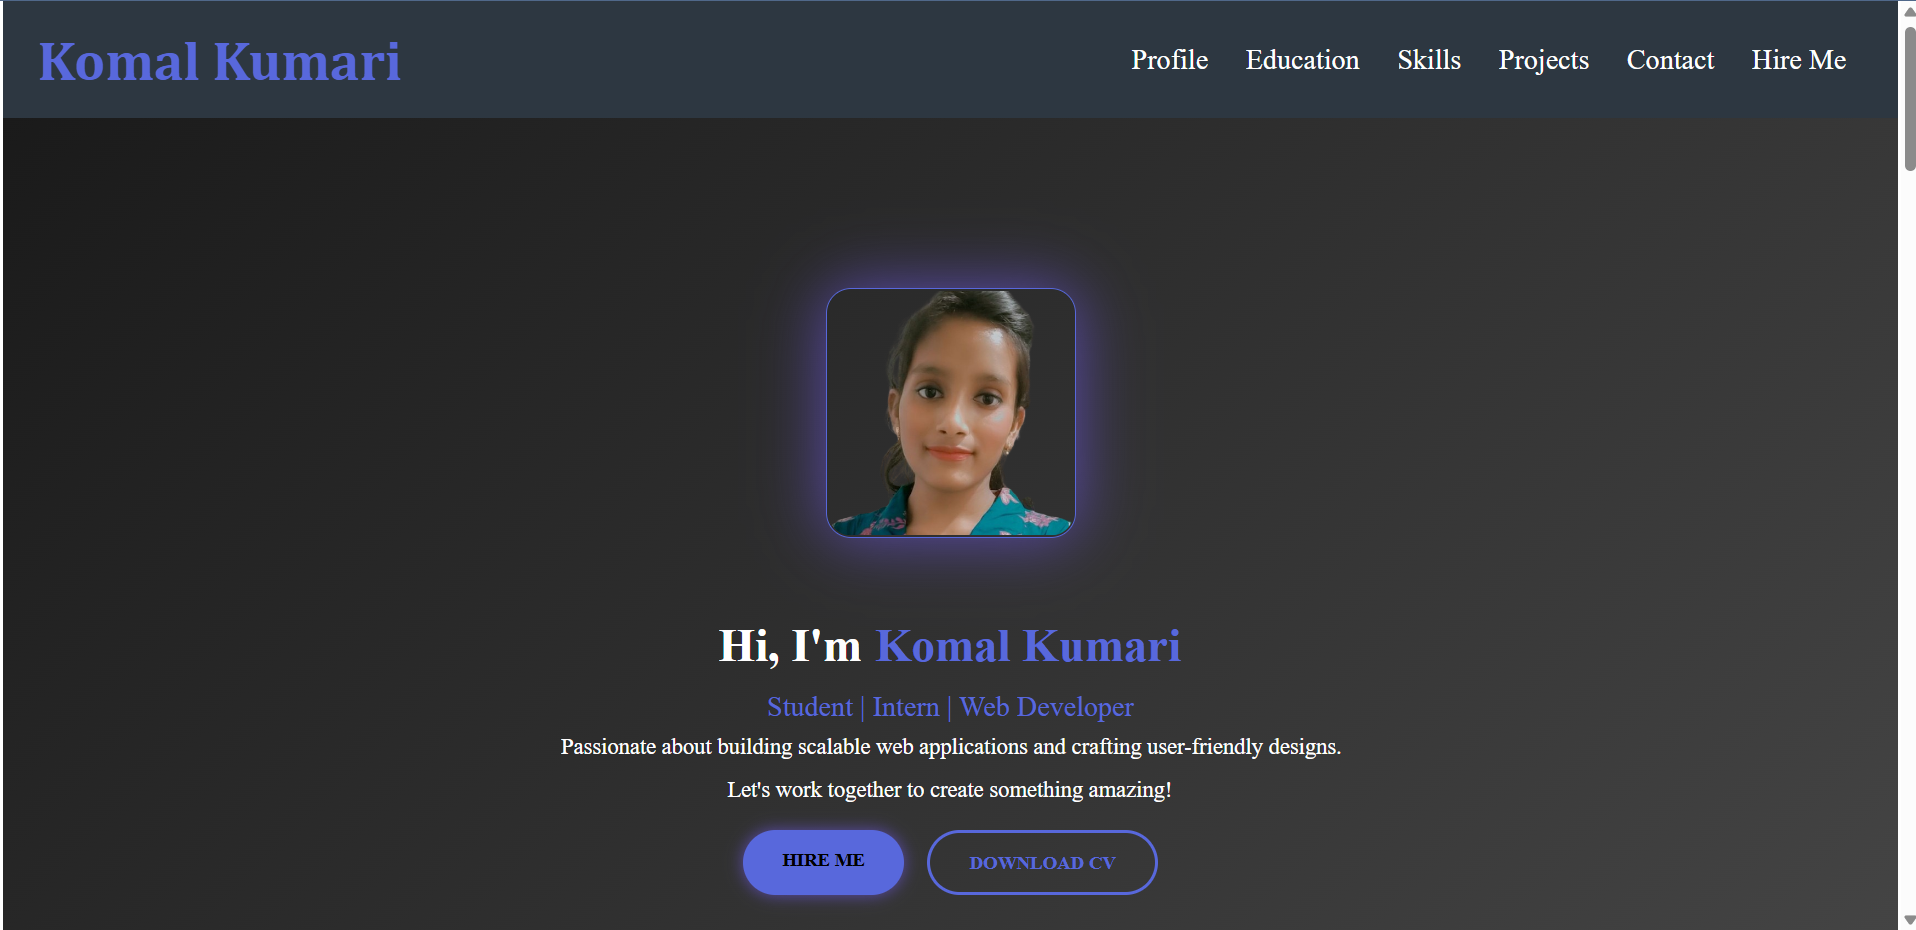 Komal Kumari
Profile Education Skills Projects Contact Hire Me
Hi, I'm Komal Kumari
Student | Intern | Web Developer
Passionate about building scalable web applications and crafting user-friendly designs.
Let's work together to create something amazing!
HIRE ME
DOWNLOAD CV